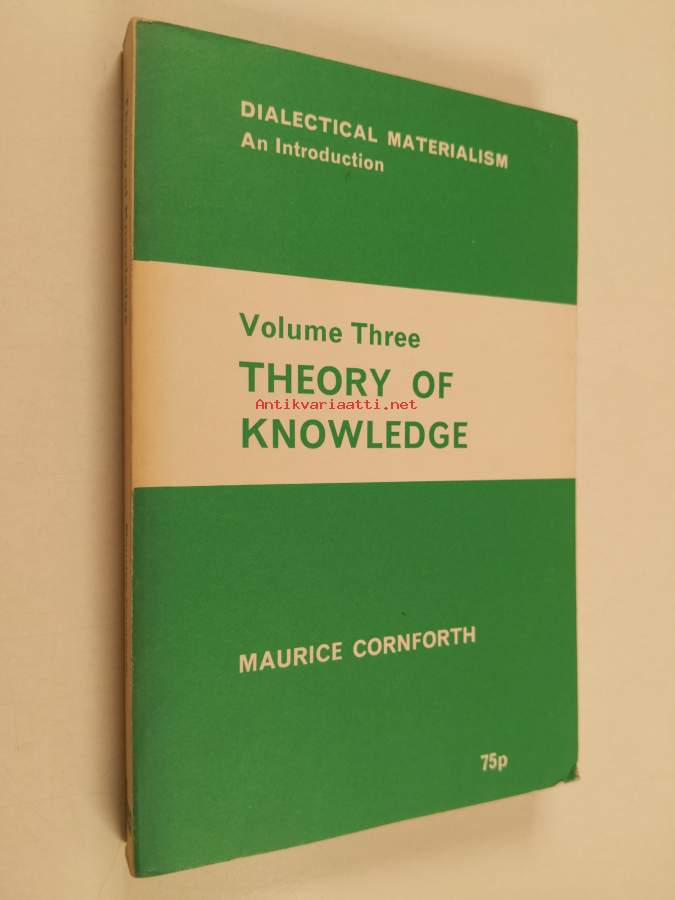 DIALECTICAL MATERIALISM
An Introduction
Volume Three
THEORY OF
Antikvariaatti.net
KNOWLEDGE
MAURICE CORNFORTH
75p